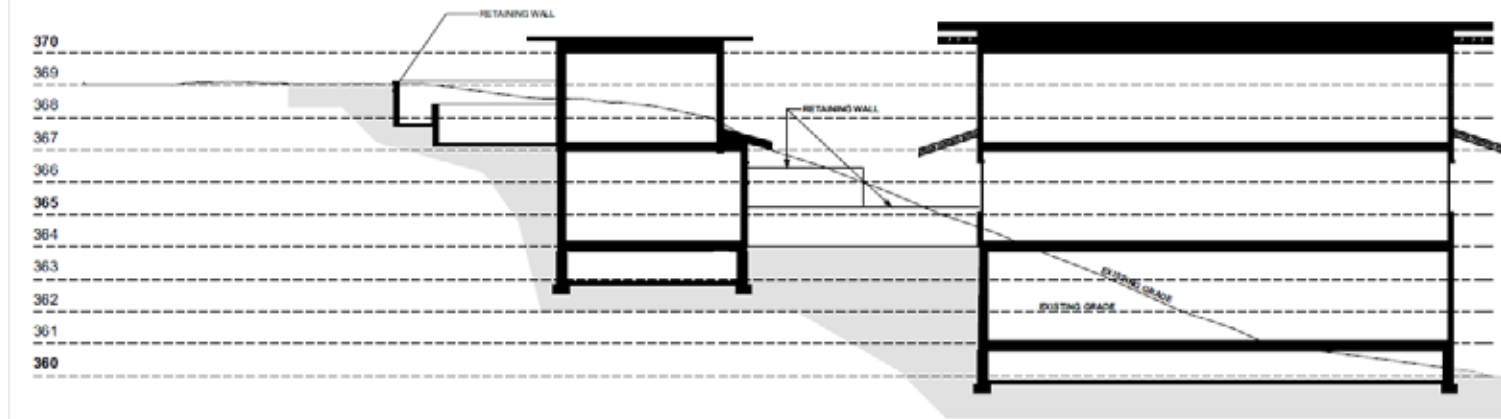 RETAINING WALL
370
369
368
RETAINING WALL
367
366
365
364
363
EXISTING GRADE
362
EXISTING GRADE
361
360